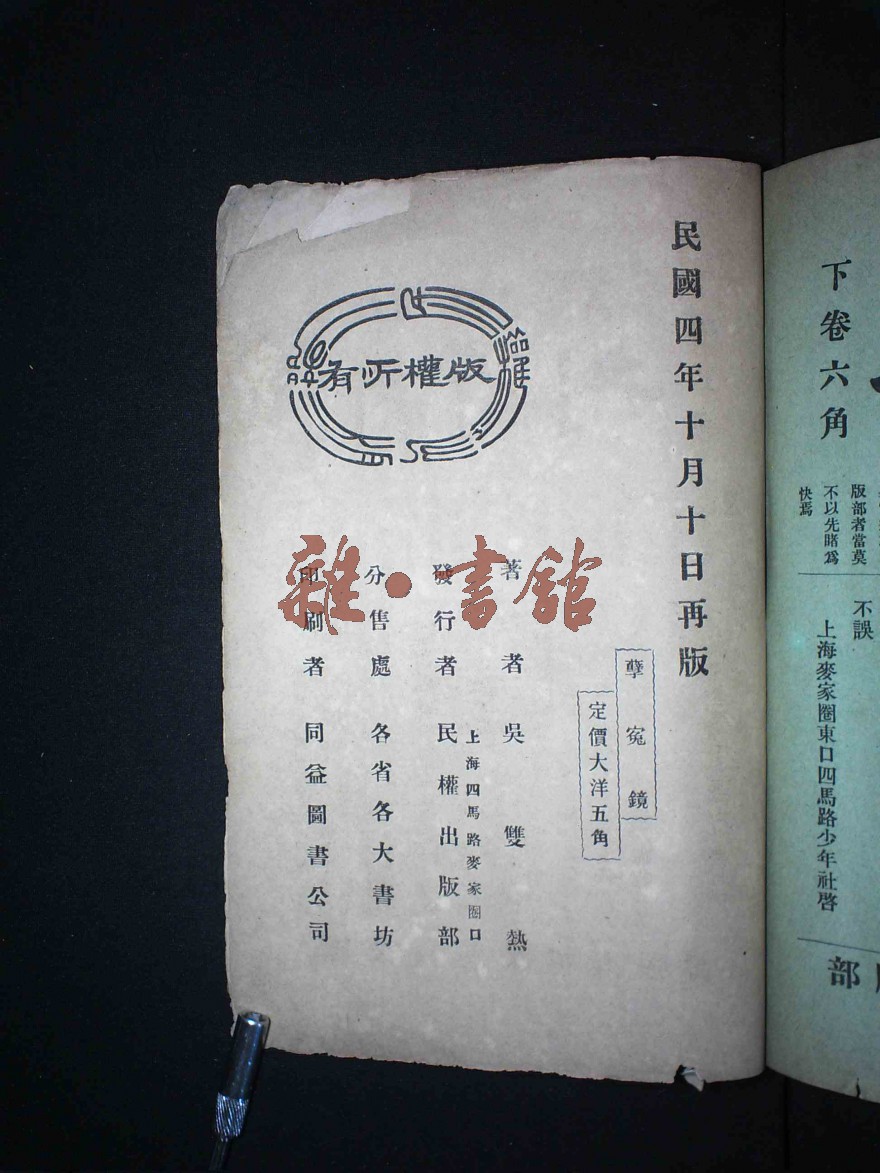 民國四年十月十日再版
孽冤鏡
定價大洋五角
版權所有
著者吳雙熱
上海四馬路麥家圈口
發行者民權出版部
分售處各省各大書坊
印刷者同益圖書公司
雜·書館
版部者當莫
不以先睹爲
快焉
下卷六角
不誤
上海麥家圈東口四馬路少年社啓
部